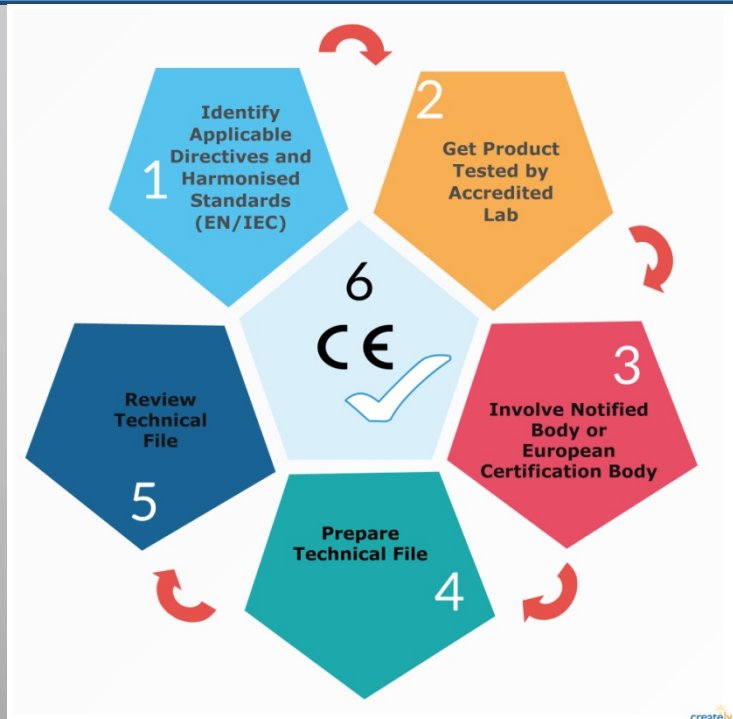 1
Identify
Applicable
Directives and
Harmonised
Standards
(EN/IEC)
2
Get Product
Tested by
Accredited
Lab
3
Involve Notified
Body or
European
Certification Body
4
Prepare
Technical File
5
Review
Technical
File
6
CE
creately